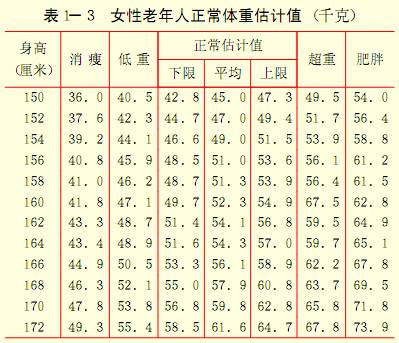 表 1—3 女性老年人正常体重估计值 (千克)
身高 (厘米) 消 瘦 低 重 正常估计值 超重 肥胖
下限 平均 上限
150 36. 0 40. 5 42. 8 45. 0 47. 3 49. 5 54. 0
152 37. 6 42. 3 44. 7 47. 0 49. 4 51. 7 56. 4
154 39. 2 44. 1 46. 6 49. 0 51. 5 53. 9 58. 8
156 40. 8 45. 9 48. 5 51. 0 53. 6 56. 1 61. 2
158 41. 0 46. 2 48. 7 51. 3 53. 9 56. 4 61. 5
160 41. 8 47. 1 49. 7 52. 3 54. 9 67. 5 62. 8
162 43. 3 48. 7 51. 4 54. 1 56. 8 59. 5 64. 9
164 43. 4 48. 9 51. 6 54. 3 57. 0 59. 7 65. 1
166 44. 9 50. 5 53. 3 56. 1 58. 9 62. 2 67. 8
168 46. 3 52. 1 55. 0 57. 9 60. 8 63. 7 69. 5
170 47. 8 53. 8 56. 8 59. 8 62. 8 65. 8 71. 8
172 49. 3 55. 4 58. 5 61. 6 64. 7 67. 8 73. 9